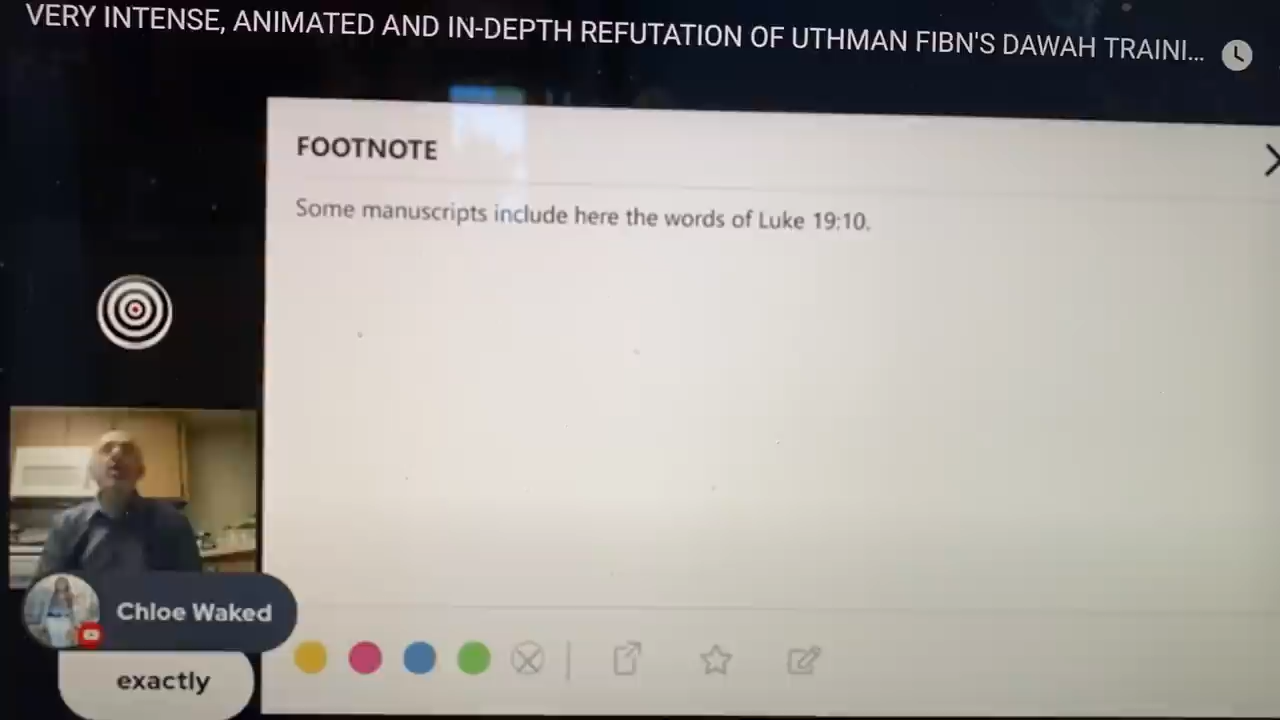 VERY INTENSE, ANIMATED AND IN-DEPTH REFUTATION OF UTHMAN FIBN'S DAWAH TRAINI...
FOOTNOTE
Some manuscripts include here the words of Luke 19:10.
Chloe Waked
exactly